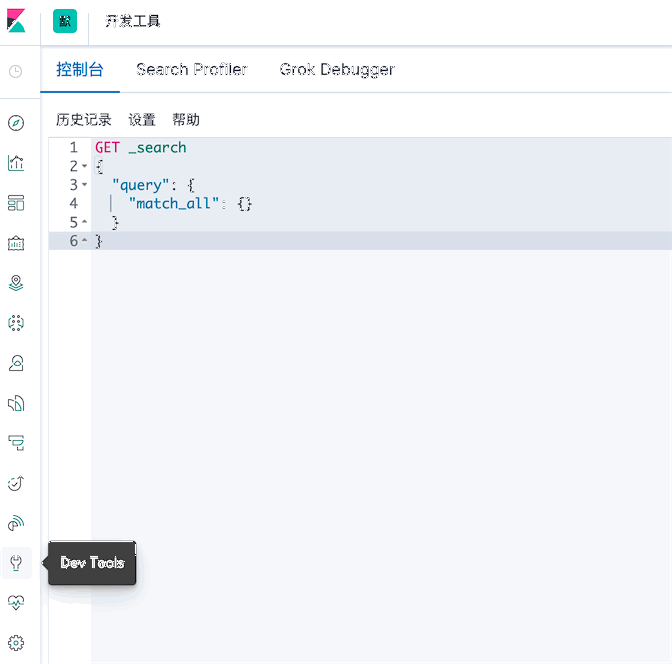 默 开发工具
控制台 Search Profiler Grok Debugger
历史记录 设置 帮助
1 GET _search
2 {
3 "query": {
4 "match_all": {}
5 }
6 }
Dev Tools